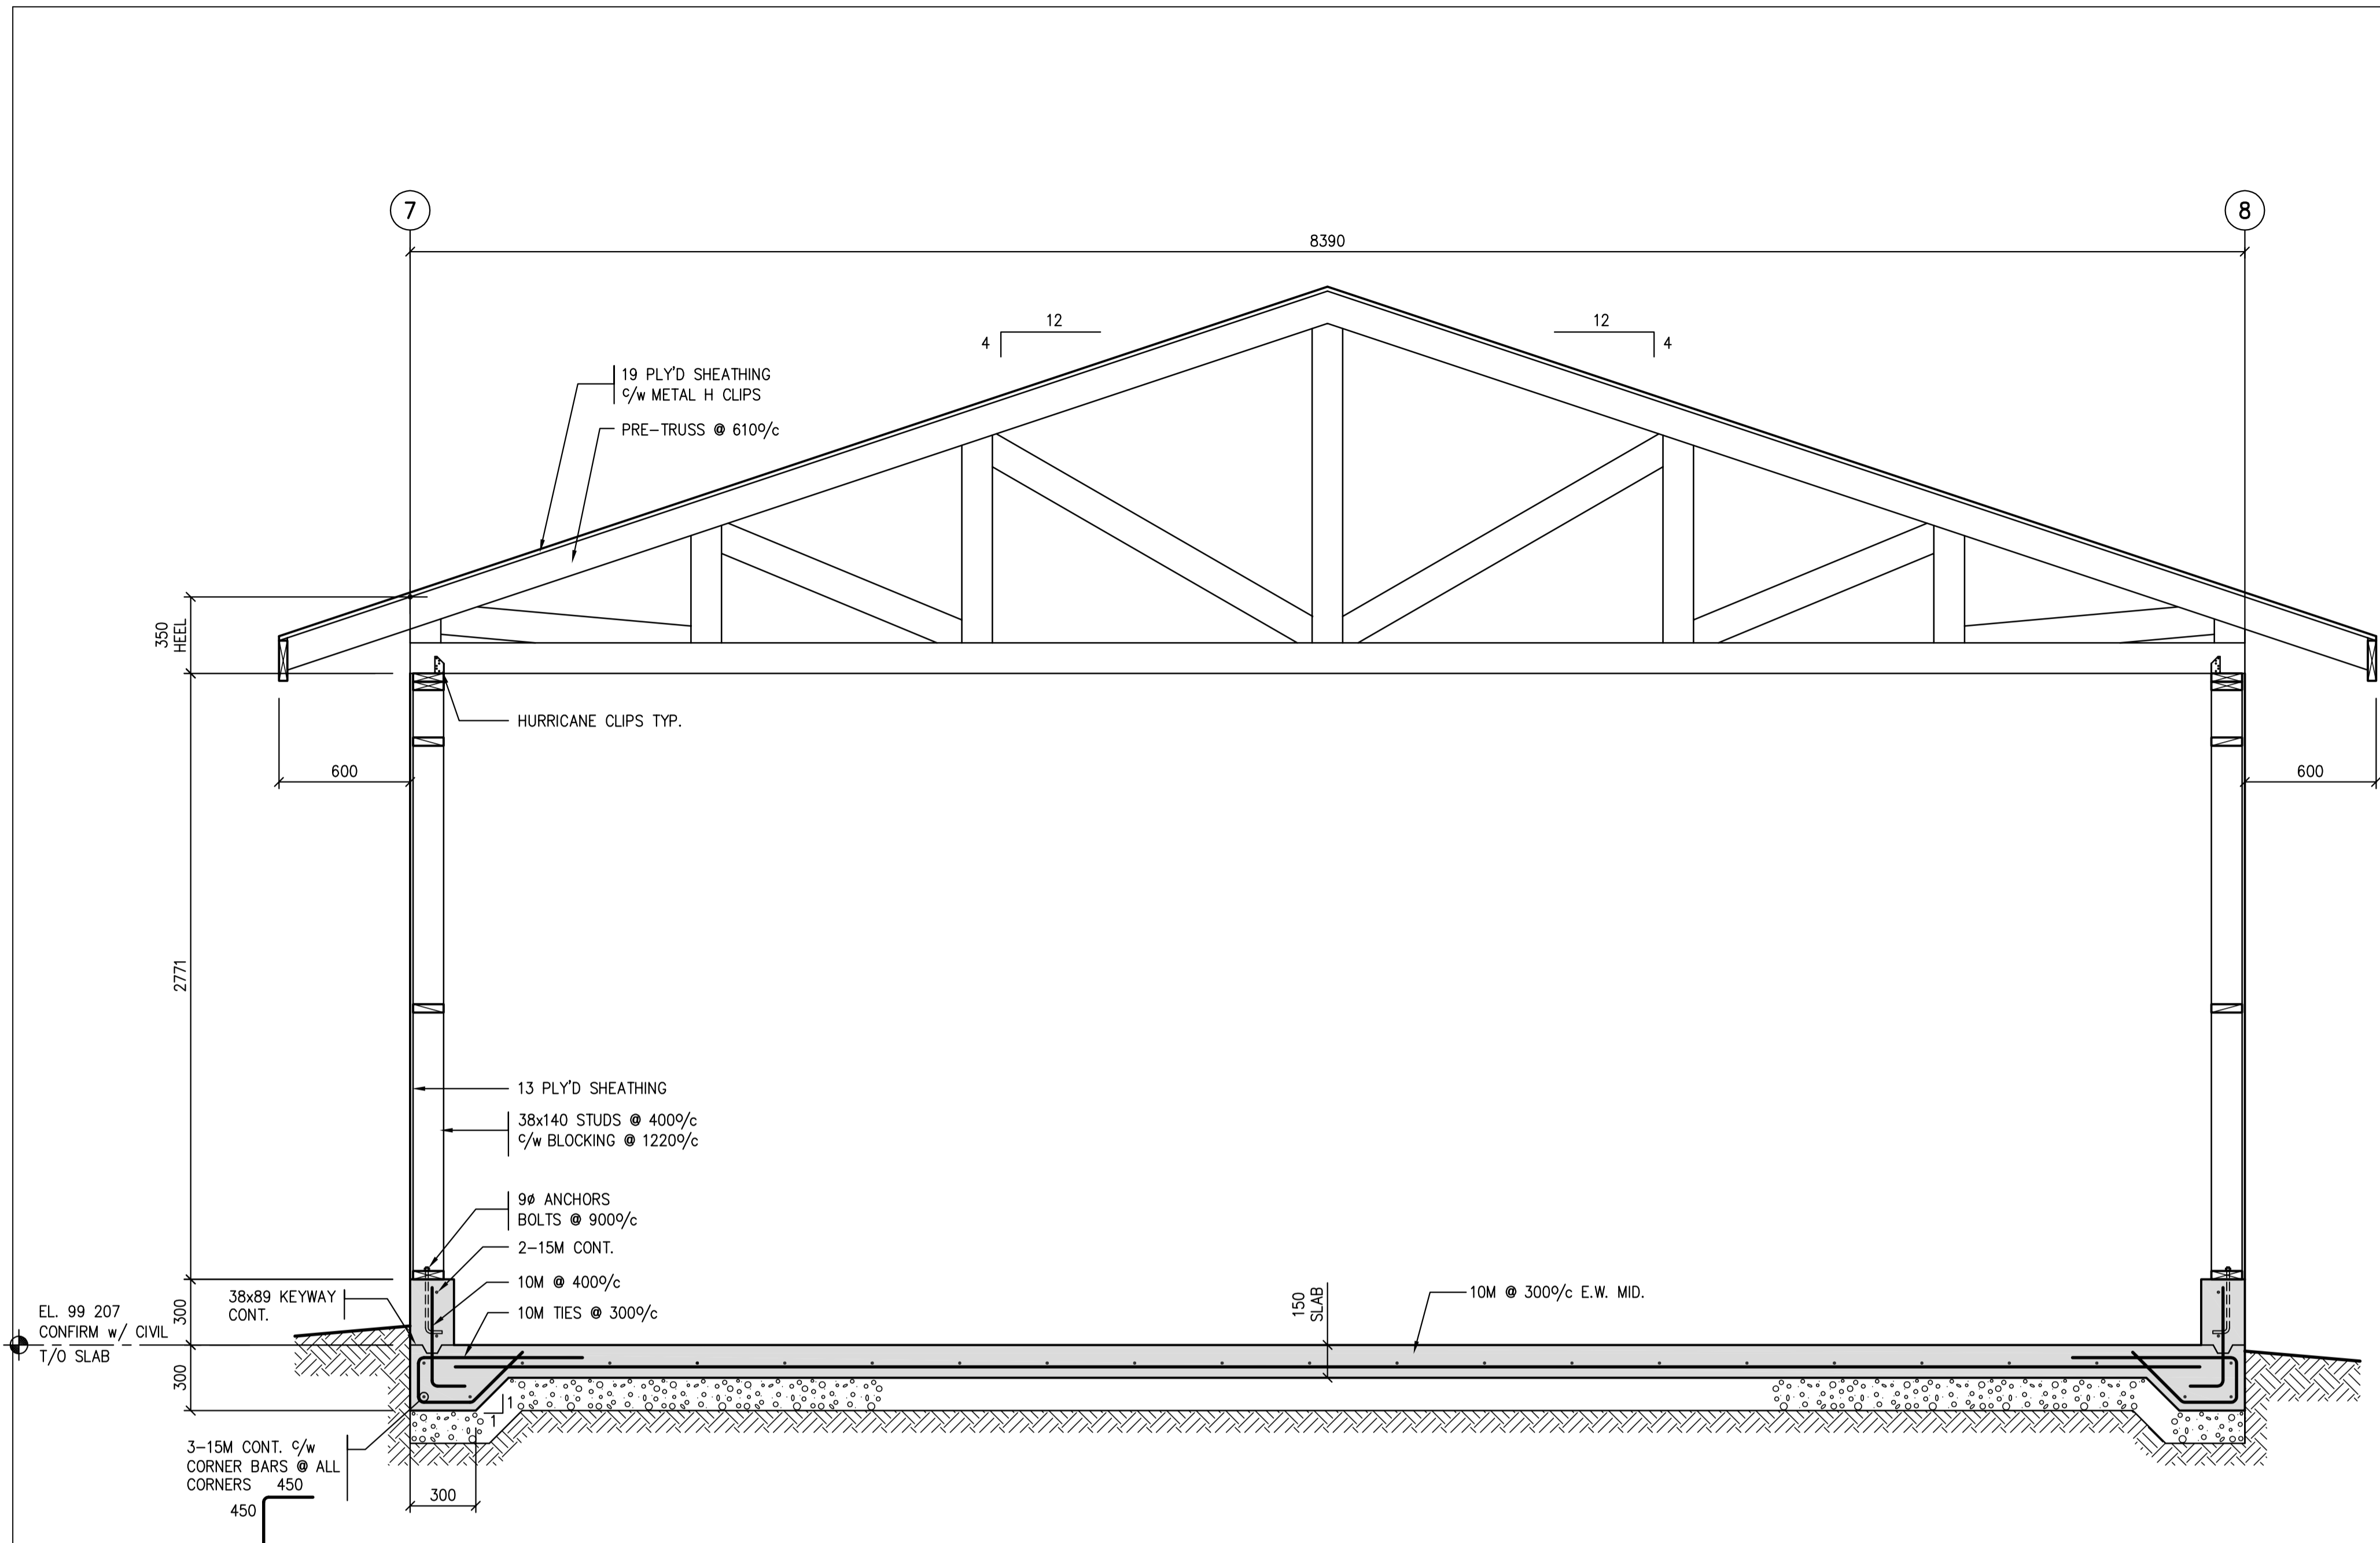 7
8
8390
12
4
12
4
19 PLY'D SHEATHING
c/w METAL H CLIPS
PRE-TRUSS @ 610o/c
350
HEEL
HURRICANE CLIPS TYP.
600
600
2771
13 PLY'D SHEATHING
38x140 STUDS @ 400o/c
c/w BLOCKING @ 1220o/c
9ø ANCHORS
BOLTS @ 900o/c
2-15M CONT.
10M @ 400o/c
10M TIES @ 300o/c
38x89 KEYWAY
CONT.
300
EL. 99 207
CONFIRM w/ CIVIL
T/O SLAB
150
SLAB
10M @ 300o/c E.W. MID.
300
1
1
3-15M CONT. c/w
CORNER BARS @ ALL
CORNERS
450
450
300